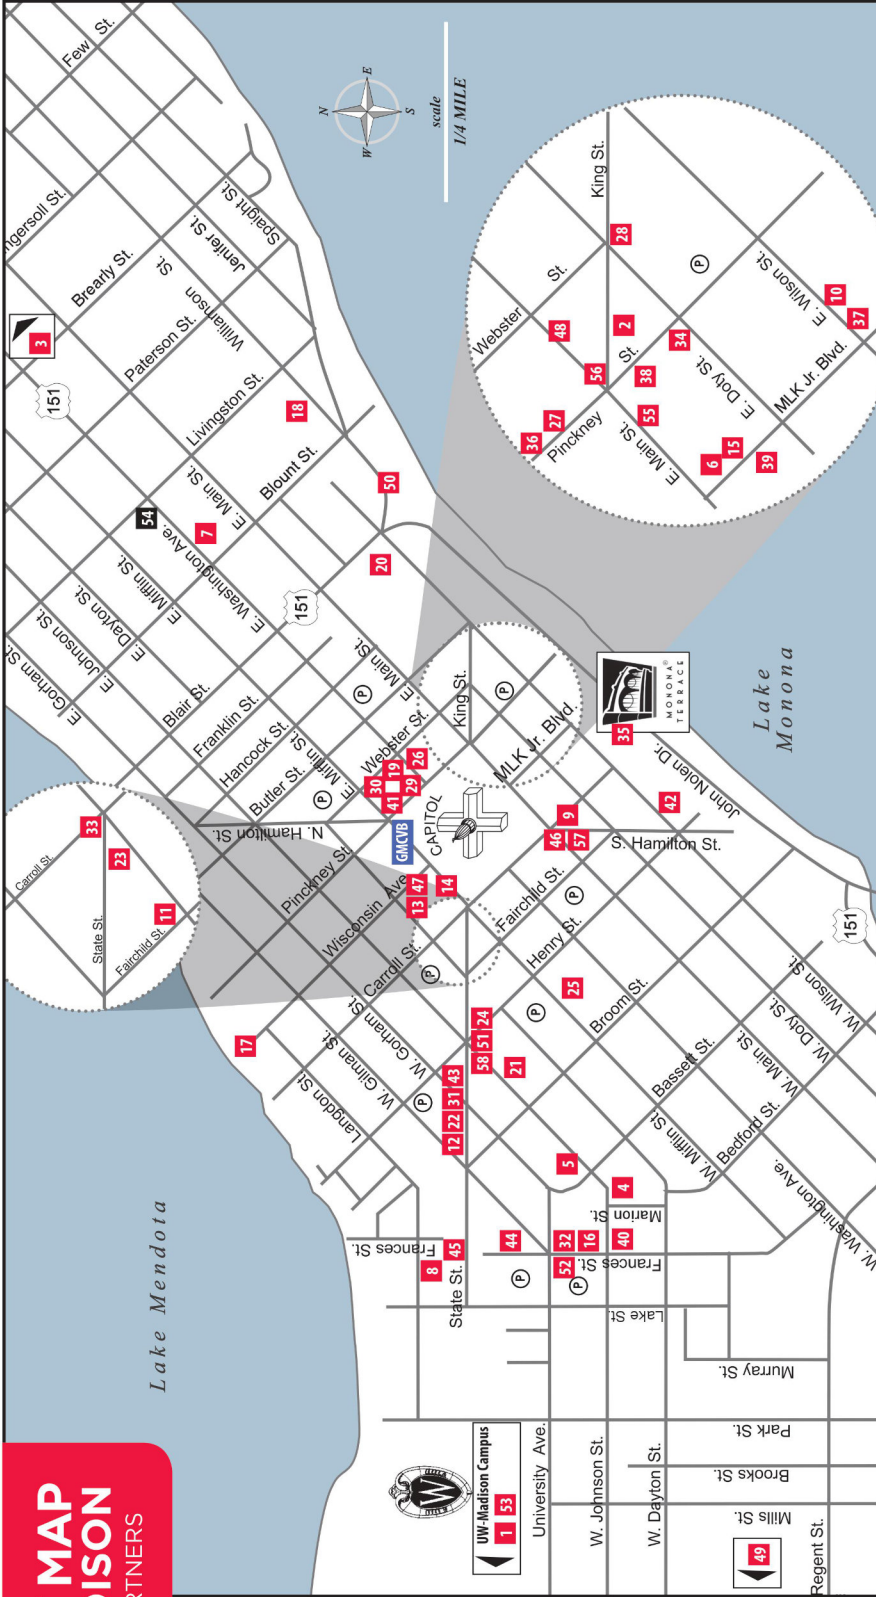 MAP
DISON
RTNERS
Lake Mendota
Lake
Monona
N
E
S
W
scale
1/4 MILE
Few St.
Ingersoll St.
Brearly St.
Paterson St.
Livingston St.
Blount St.
Blair St.
Franklin St.
Hancock St.
Butler St.
N. Hamilton St.
Webster St.
Pinckney St.
Wisconsin Ave.
Carroll St.
Fairchild St.
Henry St.
Broom St.
Bassett St.
Bedford St.
Spaight St.
Jenifer St.
Williamson
St.
E. Main St.
E. Washington Ave.
E. Mifflin St.
E. Dayton St.
E. Johnson St.
E. Gorham St.
E. Main St.
E. Mifflin St.
King St.
MLK Jr. Blvd.
John Nolen Dr.
S. Hamilton St.
Langdon St.
W. Gilman St.
W. Gorham St.
State St.
Frances St.
Frances St.
Marion St.
Lake St.
Murray St.
Park St.
Brooks St.
Mills St.
University Ave.
W. Johnson St.
W. Dayton St.
Regent St.
W. Washington Ave.
W. Mifflin St.
W. Main St.
W. Doty St.
W. Wilson St.
151
151
151
CAPITOL
GMCVB
MONONA®
TERRACE
W
UW-Madison Campus
1 53
49
3
54
7
18
50
20
30
19
26
41
29
13
47
14
46
9
57
35
42
17
24
51
58
21
25
43
31
22
12
5
4
45
8
44
32
16
40
52
P
P
P
P
P
P
P
P
P
Carroll St.
State St.
Fairchild St.
33
23
11
Webster
St.
King St.
Pinckney
St.
E. Main St.
E. Doty St.
E. Wilson St.
MLK Jr. Blvd.
P
28
48
2
34
56
38
27
36
55
6
15
39
10
37